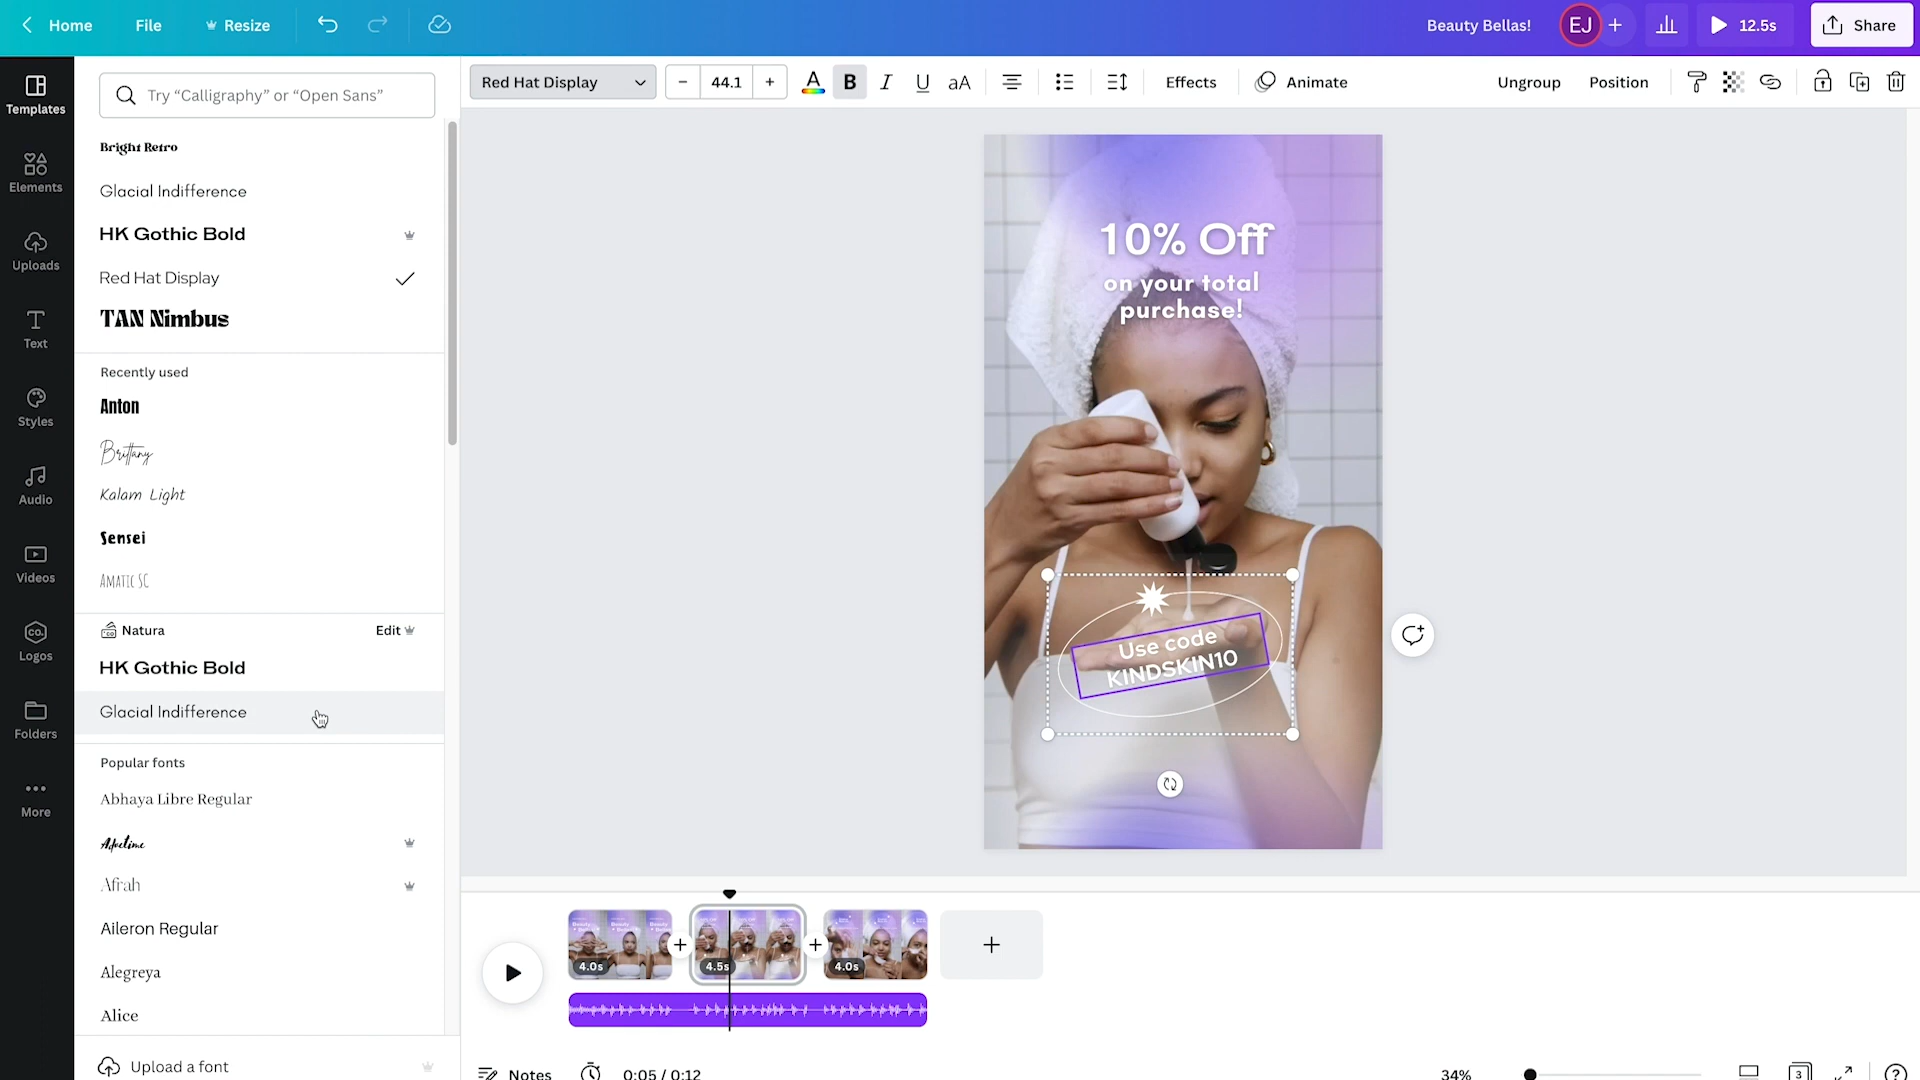 Home
File
Resize
Beauty Bellas!
EJ
12.5s
Share
Templates
Elements
Uploads
Text
Styles
Audio
Videos
Logos
Folders
More
Try “Calligraphy” or “Open Sans”
Bright Retro
Glacial Indifference
HK Gothic Bold
Red Hat Display
TAN Nimbus
Recently used
Anton
Brittany
Kalam Light
Sensei
Amatic SC
Natura
Edit
HK Gothic Bold
Glacial Indifference
Popular fonts
Abhaya Libre Regular
Advetime
Afrah
Aileron Regular
Alegreya
Alice
Upload a font
Red Hat Display
44.1
A
B
I
U
aA
Effects
Animate
Ungroup
Position
10% Off
on your total
purchase!
Use code
KINDSKIN10
4.0s
4.5s
4.0s
Notes
0:05 / 0:12
34%
3